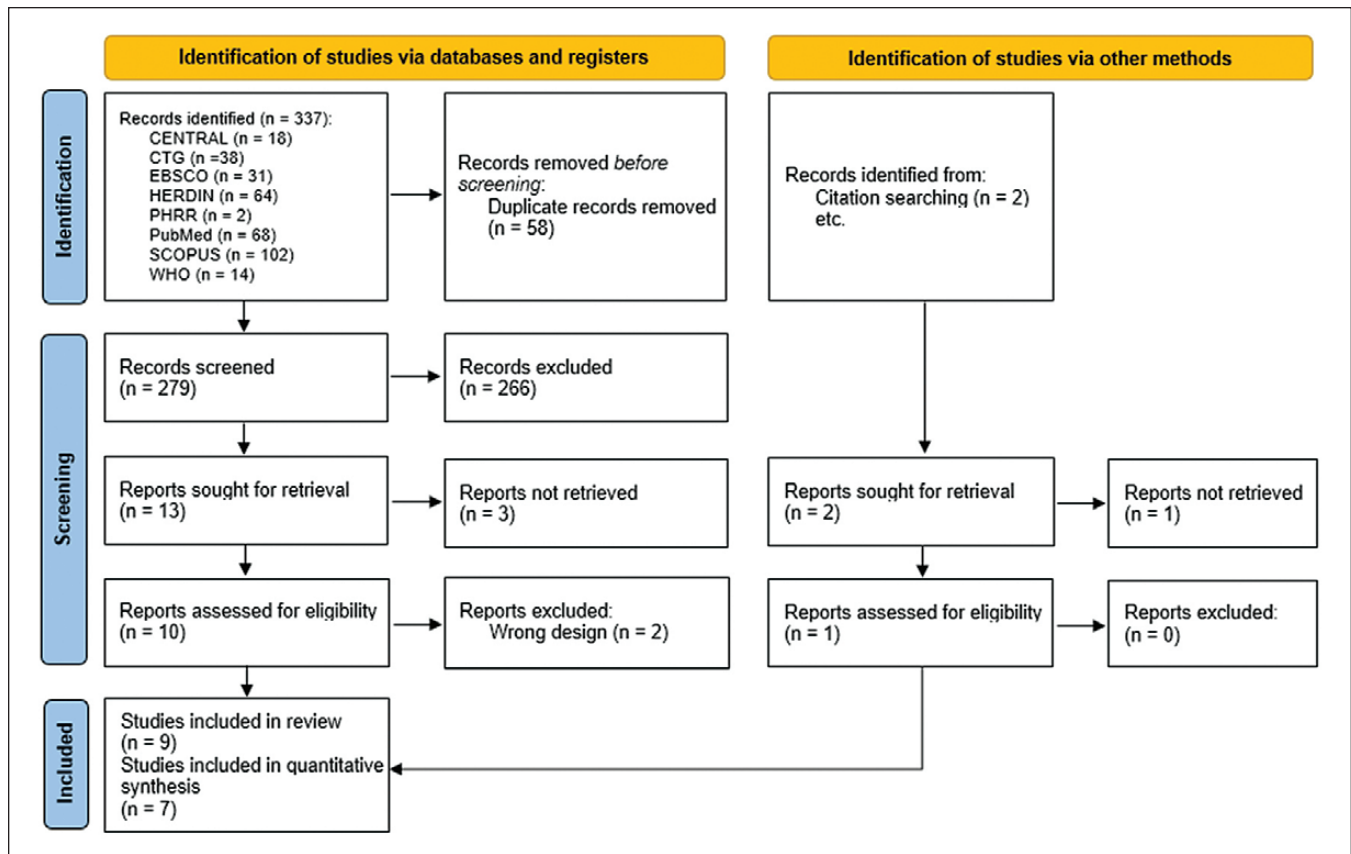 Identification of studies via databases and registers
Identification of studies via other methods
Identification
Records identified (n = 337):
CENTRAL (n = 18)
CTG (n =38)
EBSCO (n = 31)
HERDIN (n = 64)
PHRR (n = 2)
PubMed (n = 68)
SCOPUS (n = 102)
WHO (n = 14)
Records removed before
screening:
Duplicate records removed
(n = 58)
Records identified from:
Citation searching (n = 2)
etc.
Screening
Records screened
(n = 279)
Records excluded
(n = 266)
Reports sought for retrieval
(n = 13)
Reports not retrieved
(n = 3)
Reports sought for retrieval
(n = 2)
Reports not retrieved
(n = 1)
Reports assessed for eligibility
(n = 10)
Reports excluded:
Wrong design (n = 2)
Reports assessed for eligibility
(n = 1)
Reports excluded:
(n = 0)
Included
Studies included in review
(n = 9)
Studies included in quantitative
synthesis
(n = 7)